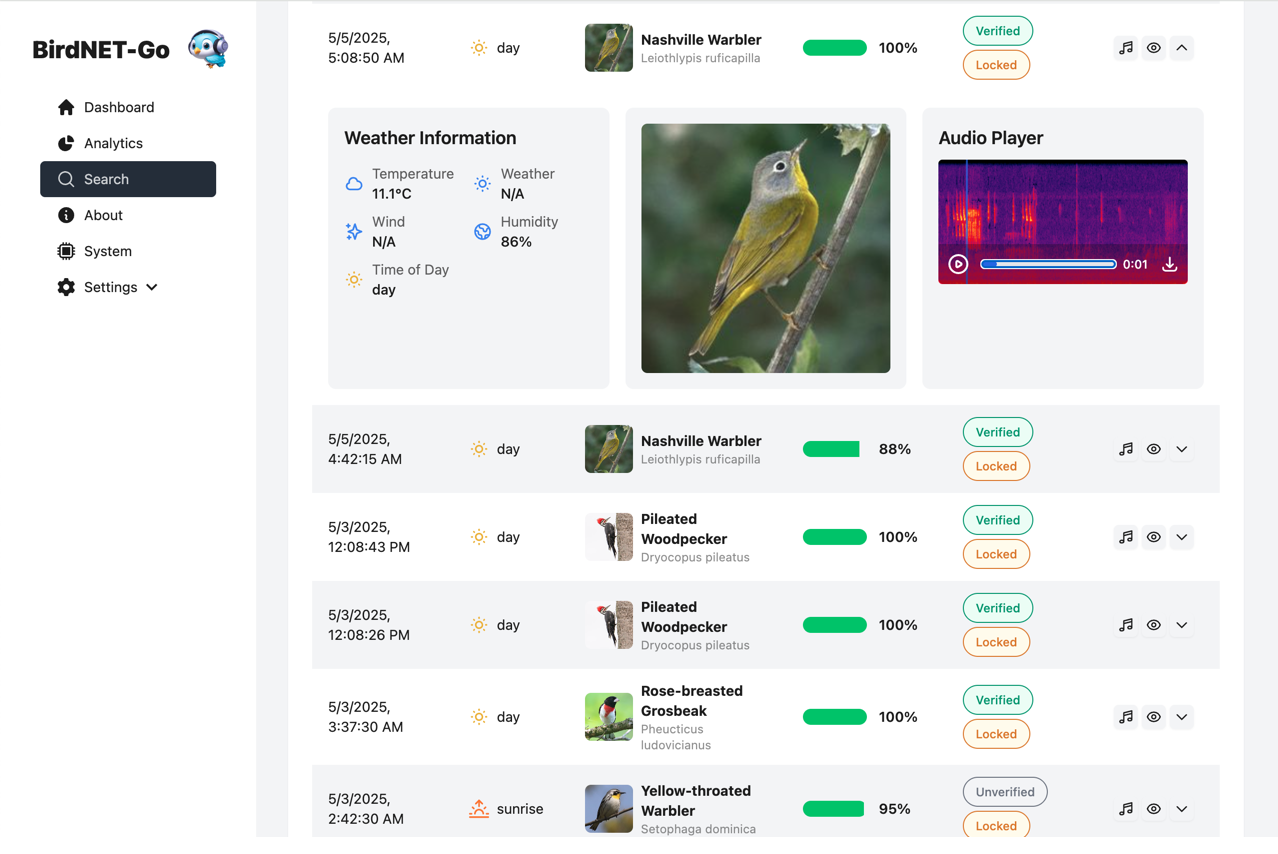 BirdNET-Go
Dashboard
Analytics
Search
About
System
Settings
5/5/2025,
5:08:50 AM
day
Nashville Warbler
Leiothlypis ruficapilla
100%
Verified
Locked
Weather Information
Temperature
11.1°C
Weather
N/A
Wind
N/A
Humidity
86%
Time of Day
day
Audio Player
0:01
5/5/2025,
4:42:15 AM
day
Nashville Warbler
Leiothlypis ruficapilla
88%
Verified
Locked
5/3/2025,
12:08:43 PM
day
Pileated
Woodpecker
Dryocopus pileatus
100%
Verified
Locked
5/3/2025,
12:08:26 PM
day
Pileated
Woodpecker
Dryocopus pileatus
100%
Verified
Locked
5/3/2025,
3:37:30 AM
day
Rose-breasted
Grosbeak
Pheucticus
ludovicianus
100%
Verified
Locked
5/3/2025,
2:42:30 AM
sunrise
Yellow-throated
Warbler
Setophaga dominica
95%
Unverified
Locked